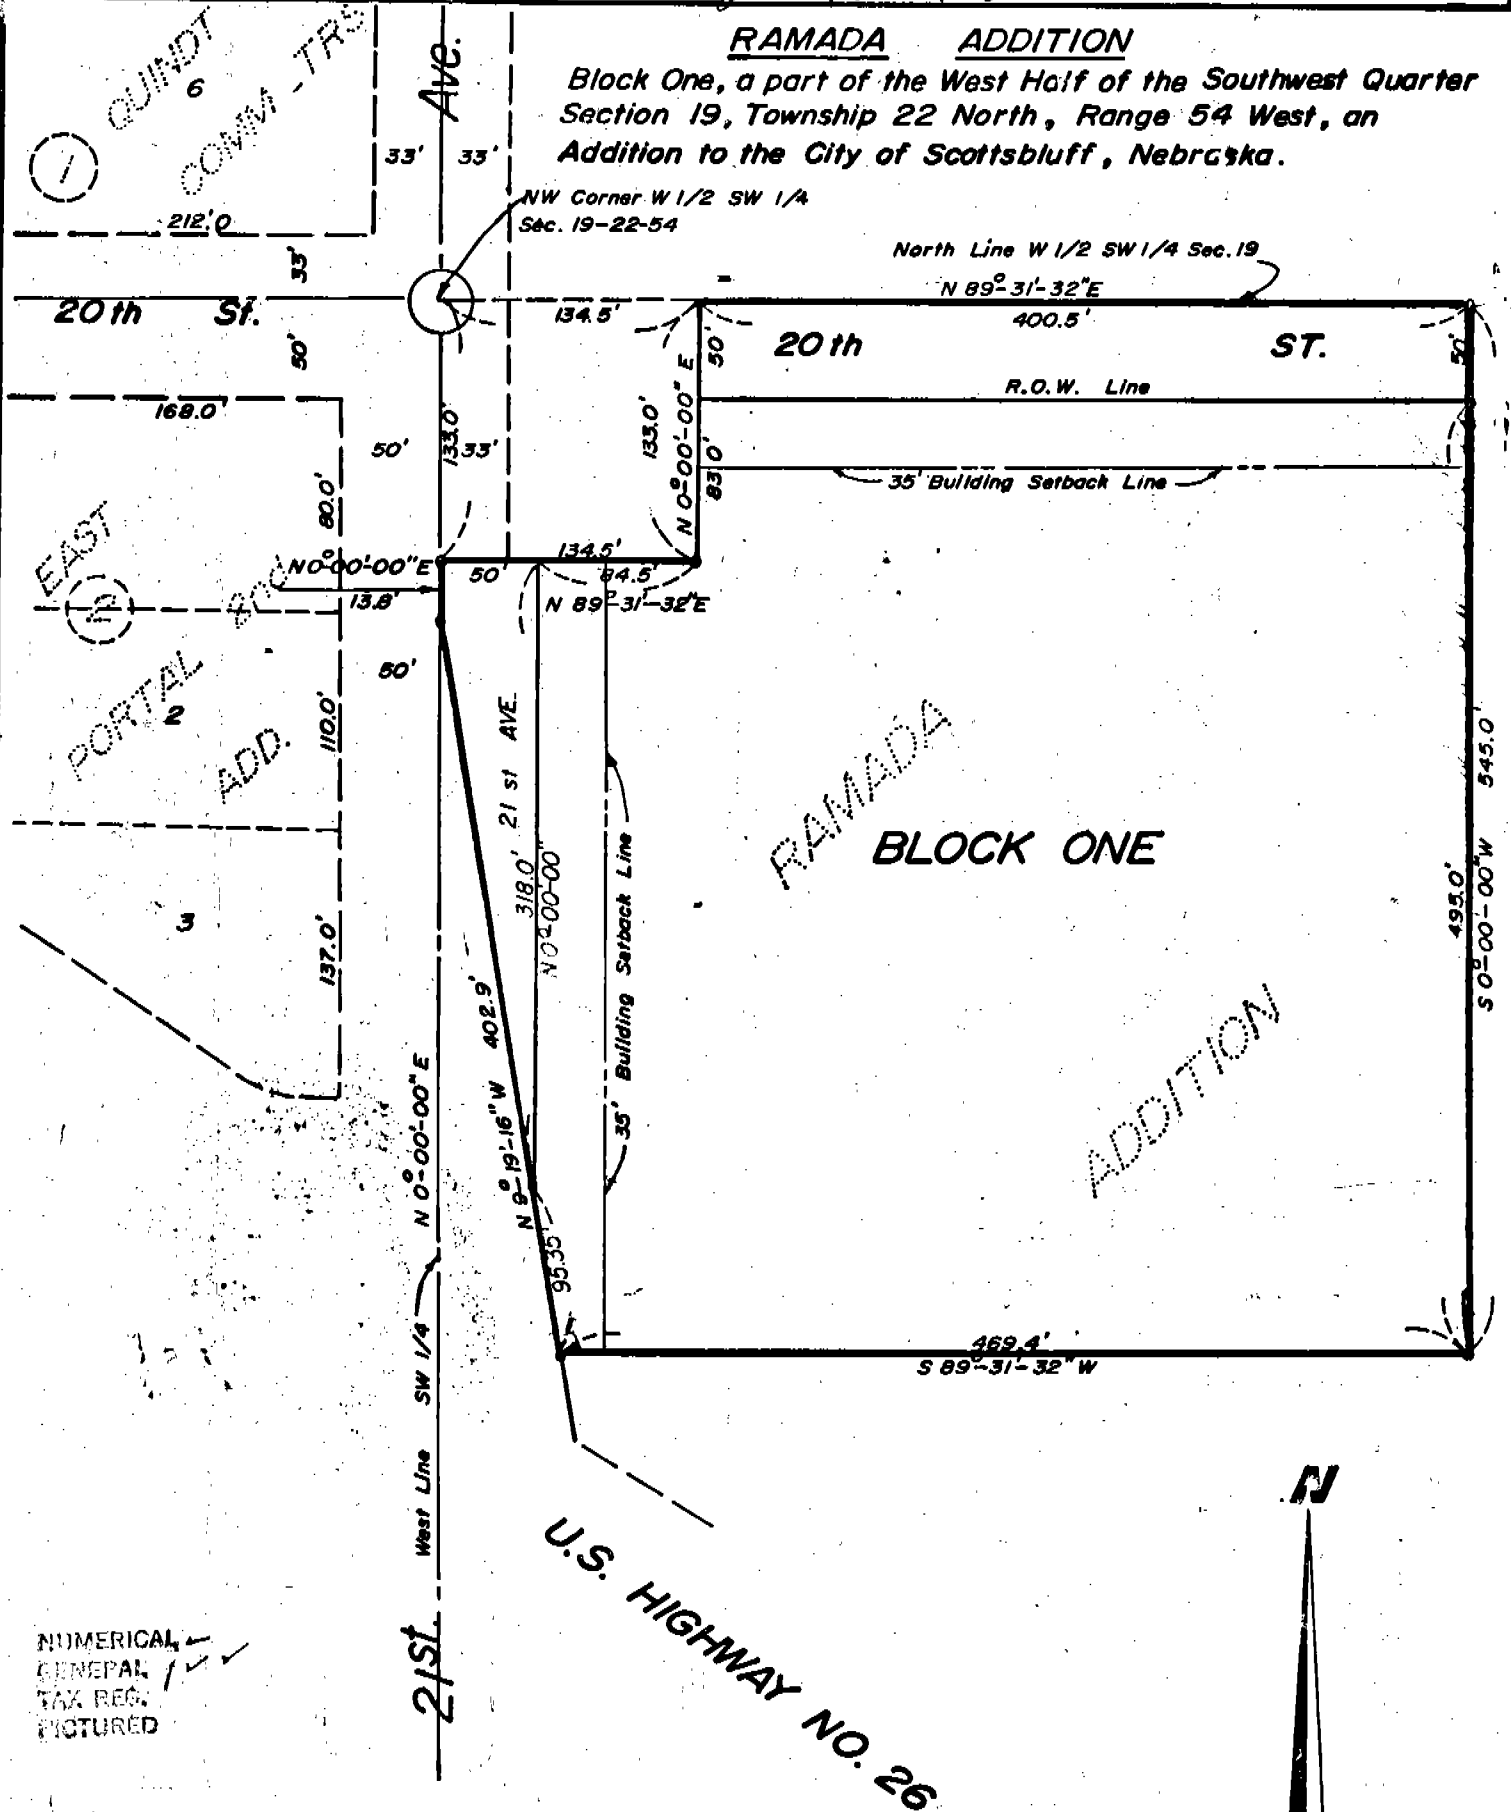 RAMADA ADDITION
Block One, a part of the West Half of the Southwest Quarter
Section 19, Township 22 North, Range 54 West, an
Addition to the City of Scottsbluff, Nebraska.
QUINDT
6
COMM - TRS
1
Ave.
33' 33'
212.0'
33'
NW Corner W 1/2 SW 1/4
Sec. 19-22-54
North Line W 1/2 SW 1/4 Sec. 19
N 89°-31'-32"E
400.5'
134.5'
20th St.
50'
20th ST.
50'
50'
R.O.W. Line
168.0'
50'
133.0'
33'
133.0'
N 0°-00'-00" E
83.0'
35' Building Setback Line
80.0'
EAST
2
2nd
PORTAL
2
ADD.
N 0°-00'-00"E
13.8'
134.5'
50' 84.5'
N 89°-31'-32"E
50'
110.0'
21 st AVE.
318.0'
N 0°-00'-00"
35' Building Setback Line
RAMADA
BLOCK ONE
ADDITION
545.0'
495.0'
S 0°-00'-00"W
3
137.0'
402.9'
N 9°-19'-16" W
95.35'
N 0°-00'-00" E
West Line SW 1/4
469.4'
S 89°-31'-32" W
21st.
U.S. HIGHWAY NO. 26
N
NUMERICAL
GENERAL
TAX REG.
PICTURED